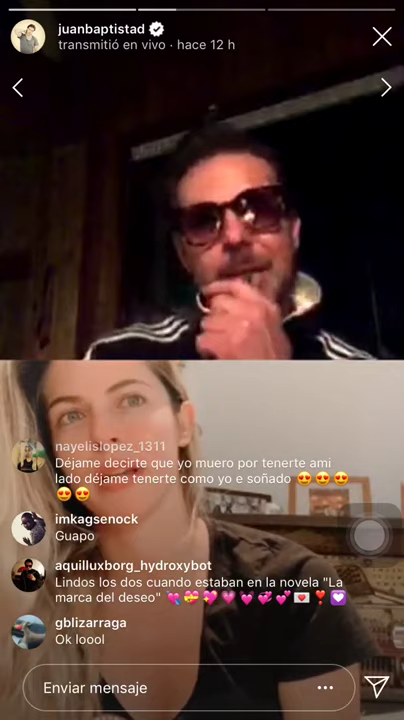 juanbaptistad
transmitió en vivo · hace 12 h
nayelislopez_1311
Déjame decirte que yo muero por tenerte ami
lado déjame tenerte como yo e soñado 😍😍😍
😍😍
imkagsenock
Guapo
aquilluxborg_hydroxybot
Lindos los dos cuando estaban en la novela "La
marca del deseo" 💘💝💖💗💓💞💕💌❣️💟
gblizarraga
Ok loool
Enviar mensaje